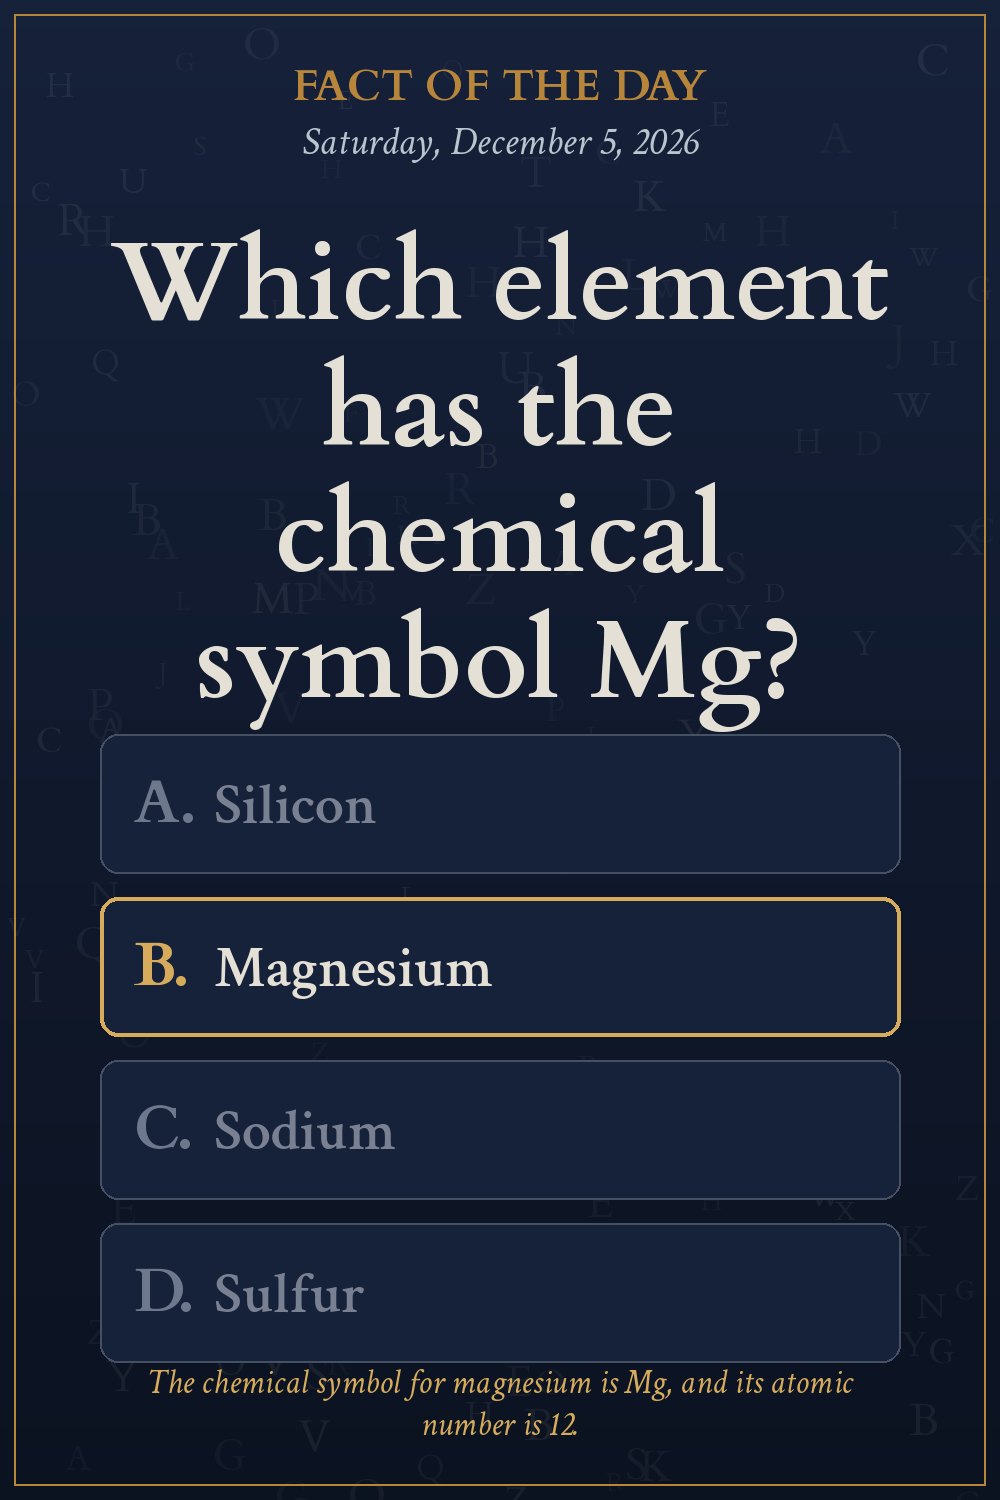 FACT OF THE DAY
Saturday, December 5, 2026
Which element
has the
chemical
symbol Mg?
A. Silicon
B. Magnesium
C. Sodium
D. Sulfur
The chemical symbol for magnesium is Mg, and its atomic
number is 12.